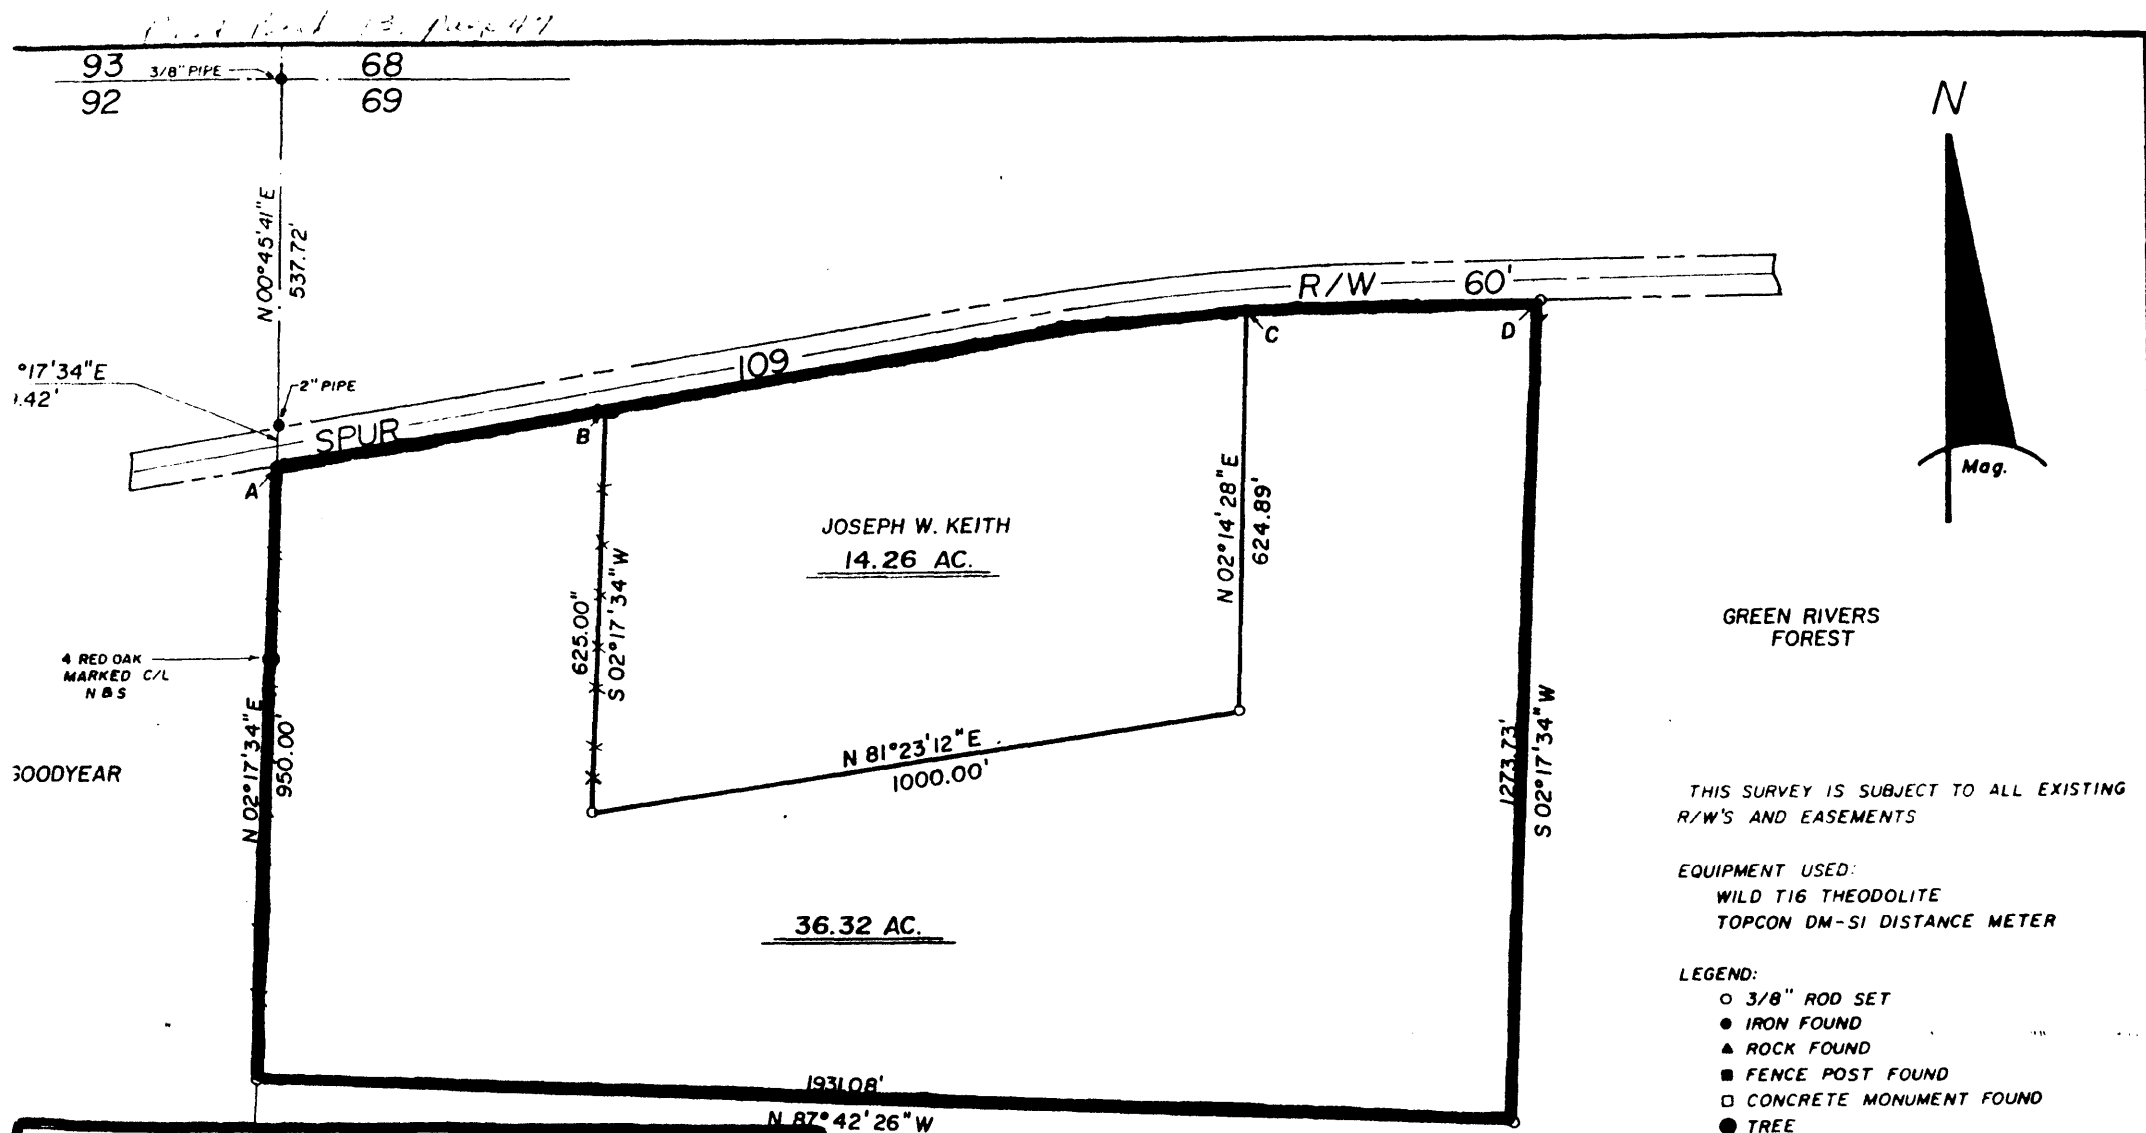 Page 47
93 3/8" PIPE 68
92 69
N 00°45'41"E
537.72'
N
R/W 60'
C
D
109
°17'34"E
.42'
2" PIPE
SPUR
B
A
Mag.
JOSEPH W. KEITH
14.26 AC.
N 02°14'28"E
624.89'
625.00"
S 02°17'34"W
GREEN RIVERS
FOREST
4 RED OAK
MARKED C/L
N & S
N 02°17'34"E
950.00'
N 81°23'12"E
1000.00'
1273.73'
S 02°17'34"W
GOODYEAR
THIS SURVEY IS SUBJECT TO ALL EXISTING
R/W'S AND EASEMENTS
EQUIPMENT USED:
WILD T16 THEODOLITE
TOPCON DM-S1 DISTANCE METER
36.32 AC.
LEGEND:
3/8" ROD SET
IRON FOUND
ROCK FOUND
FENCE POST FOUND
CONCRETE MONUMENT FOUND
TREE
1931.08'
N 87°42'26"W